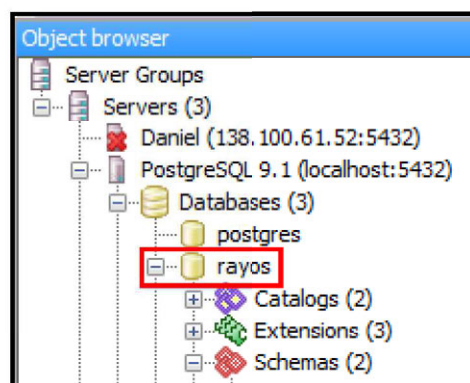 Object browser
Server Groups
Servers (3)
Daniel (138.100.61.52:5432)
PostgreSQL 9.1 (localhost:5432)
Databases (3)
postgres
rayos
Catalogs (2)
Extensions (3)
Schemas (2)